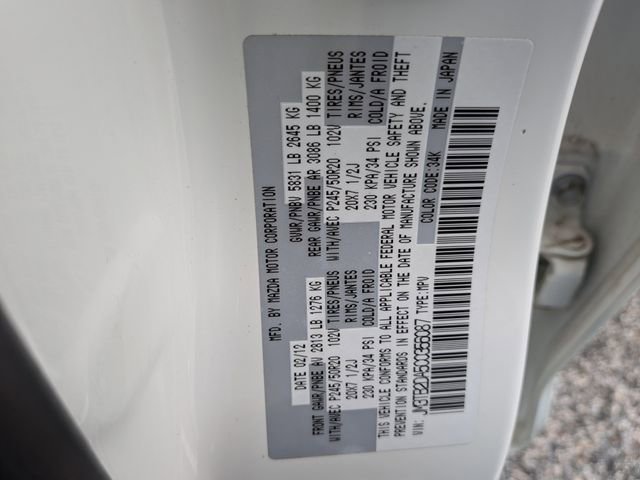 MFD. BY MAZDA MOTOR CORPORATION
DATE 02/12 GVWR/PNBV 5831 LB 2645 KG
FRONT GAWR/PNBE AV 2813 LB 1276 KG REAR GAWR/PNBE AR 3086 LB 1400 KG
WITH/AVEC P245/50R20 102V TIRES/PNEUS WITH/AVEC P245/50R20 102V TIRES/PNEUS
20X7 1/2J RIMS/JANTES 20X7 1/2J RIMS/JANTES
230 KPA/34 PSI COLD/A FROID 230 KPA/34 PSI COLD/A FROID
THIS VEHICLE CONFORMS TO ALL APPLICABLE FEDERAL MOTOR VEHICLE SAFETY AND THEFT
PREVENTION STANDARDS IN EFFECT ON THE DATE OF MANUFACTURE SHOWN ABOVE.
VIN: JM3TB2DA5C0356087 TYPE:MPV COLOR CODE:34K MADE IN JAPAN